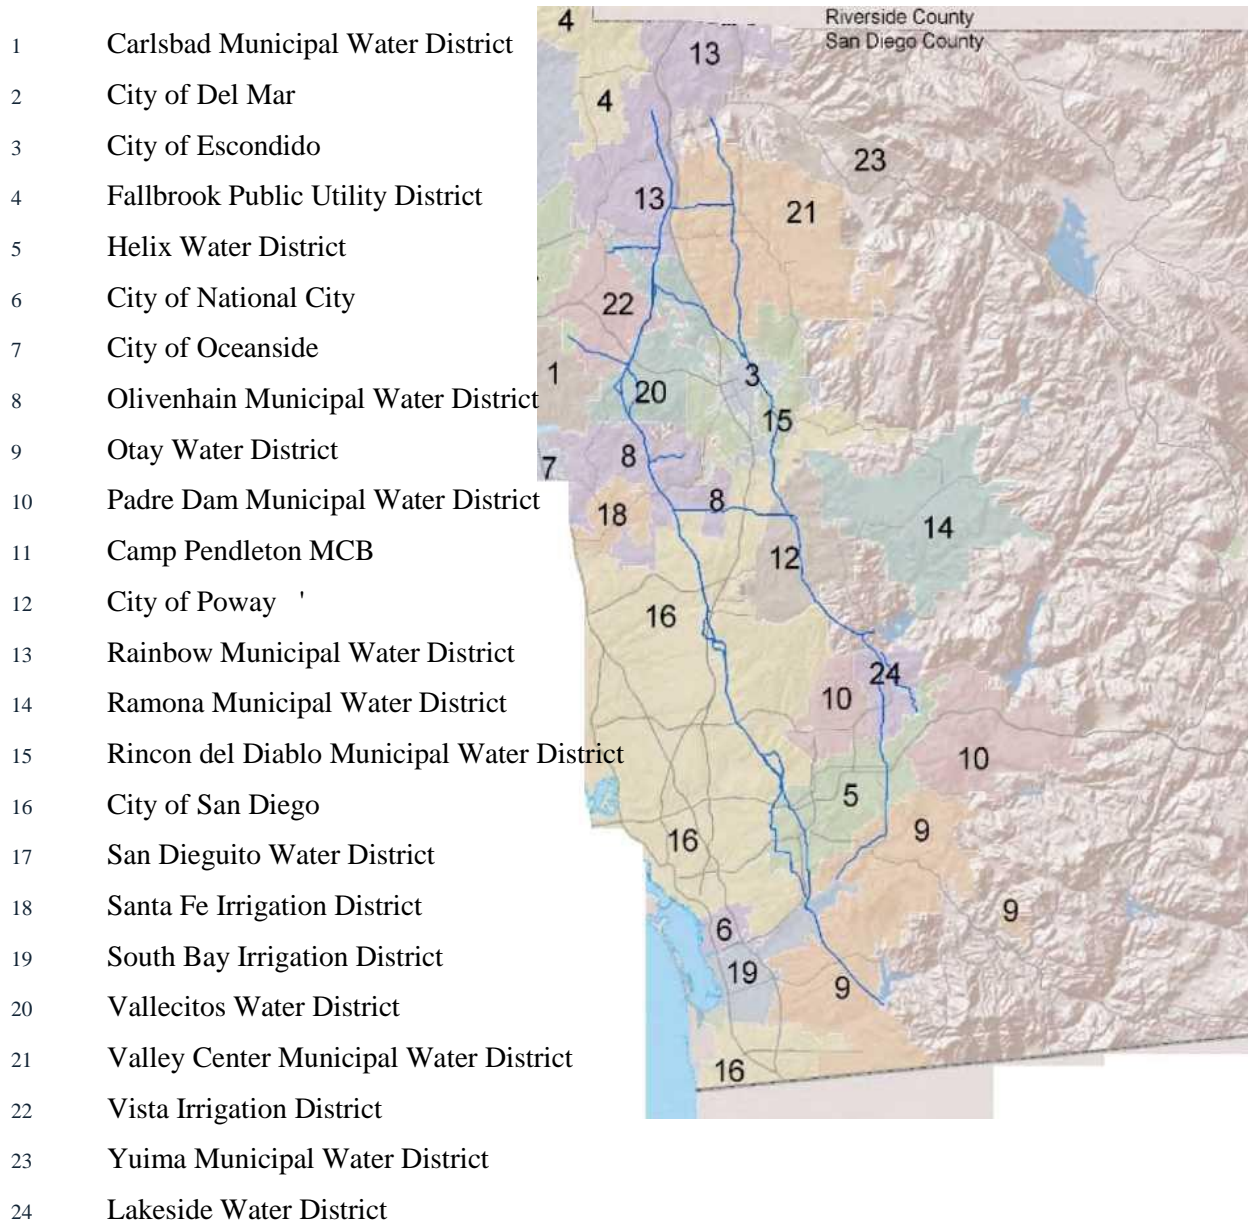 1 Carlsbad Municipal Water District
2 City of Del Mar
3 City of Escondido
4 Fallbrook Public Utility District
5 Helix Water District
6 City of National City
7 City of Oceanside
8 Olivenhain Municipal Water District
9 Otay Water District
10 Padre Dam Municipal Water District
11 Camp Pendleton MCB
12 City of Poway '
13 Rainbow Municipal Water District
14 Ramona Municipal Water District
15 Rincon del Diablo Municipal Water District
16 City of San Diego
17 San Dieguito Water District
18 Santa Fe Irrigation District
19 South Bay Irrigation District
20 Vallecitos Water District
21 Valley Center Municipal Water District
22 Vista Irrigation District
23 Yuima Municipal Water District
24 Lakeside Water District
Riverside County
San Diego County
4
13
4
23
13
21
22
1
3
20
15
8
7
8
18
14
12
16
24
10
10
5
9
16
9
6
19
9
16